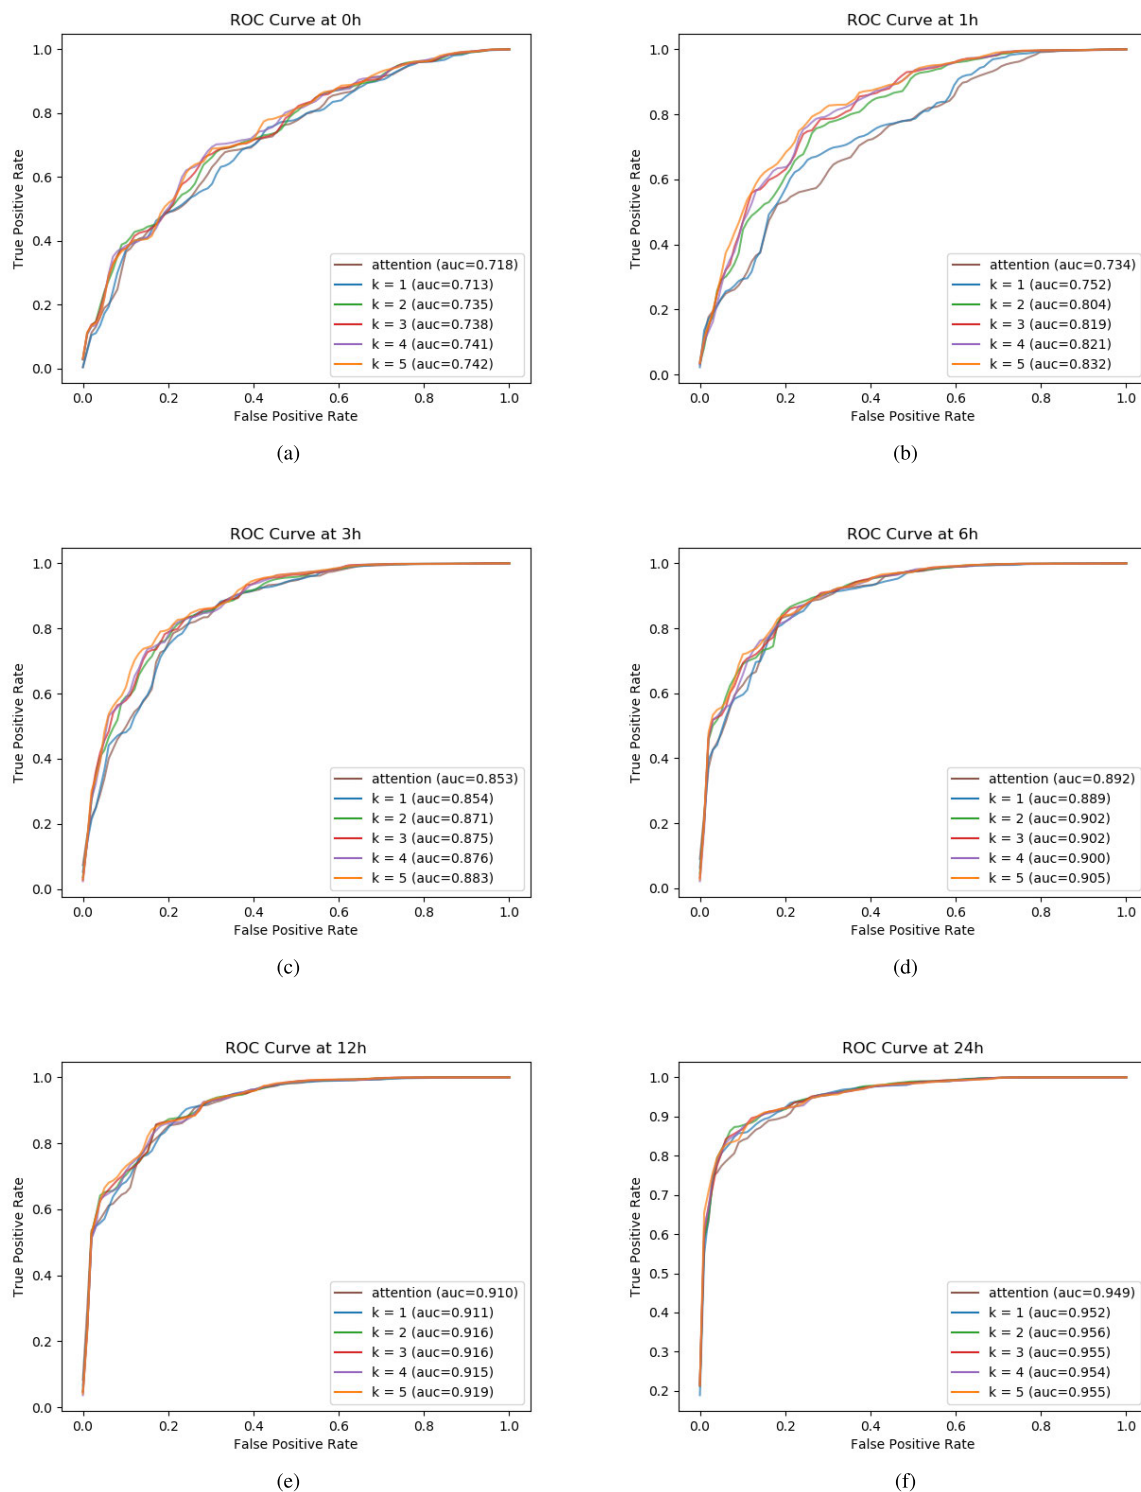 ROC Curve at 0h
True Positive Rate
1.0
0.8
0.6
0.4
0.2
0.0
attention (auc=0.718)
k = 1 (auc=0.713)
k = 2 (auc=0.735)
k = 3 (auc=0.738)
k = 4 (auc=0.741)
k = 5 (auc=0.742)
0.0 0.2 0.4 0.6 0.8 1.0
False Positive Rate
(a)
ROC Curve at 1h
True Positive Rate
1.0
0.8
0.6
0.4
0.2
0.0
attention (auc=0.734)
k = 1 (auc=0.752)
k = 2 (auc=0.804)
k = 3 (auc=0.819)
k = 4 (auc=0.821)
k = 5 (auc=0.832)
0.0 0.2 0.4 0.6 0.8 1.0
False Positive Rate
(b)
ROC Curve at 3h
True Positive Rate
1.0
0.8
0.6
0.4
0.2
0.0
attention (auc=0.853)
k = 1 (auc=0.854)
k = 2 (auc=0.871)
k = 3 (auc=0.875)
k = 4 (auc=0.876)
k = 5 (auc=0.883)
0.0 0.2 0.4 0.6 0.8 1.0
False Positive Rate
(c)
ROC Curve at 6h
True Positive Rate
1.0
0.8
0.6
0.4
0.2
0.0
attention (auc=0.892)
k = 1 (auc=0.889)
k = 2 (auc=0.902)
k = 3 (auc=0.902)
k = 4 (auc=0.900)
k = 5 (auc=0.905)
0.0 0.2 0.4 0.6 0.8 1.0
False Positive Rate
(d)
ROC Curve at 12h
True Positive Rate
1.0
0.8
0.6
0.4
0.2
0.0
attention (auc=0.910)
k = 1 (auc=0.911)
k = 2 (auc=0.916)
k = 3 (auc=0.916)
k = 4 (auc=0.915)
k = 5 (auc=0.919)
0.0 0.2 0.4 0.6 0.8 1.0
False Positive Rate
(e)
ROC Curve at 24h
True Positive Rate
1.0
0.9
0.8
0.7
0.6
0.5
0.4
0.3
0.2
attention (auc=0.949)
k = 1 (auc=0.952)
k = 2 (auc=0.956)
k = 3 (auc=0.955)
k = 4 (auc=0.954)
k = 5 (auc=0.955)
0.0 0.2 0.4 0.6 0.8 1.0
False Positive Rate
(f)